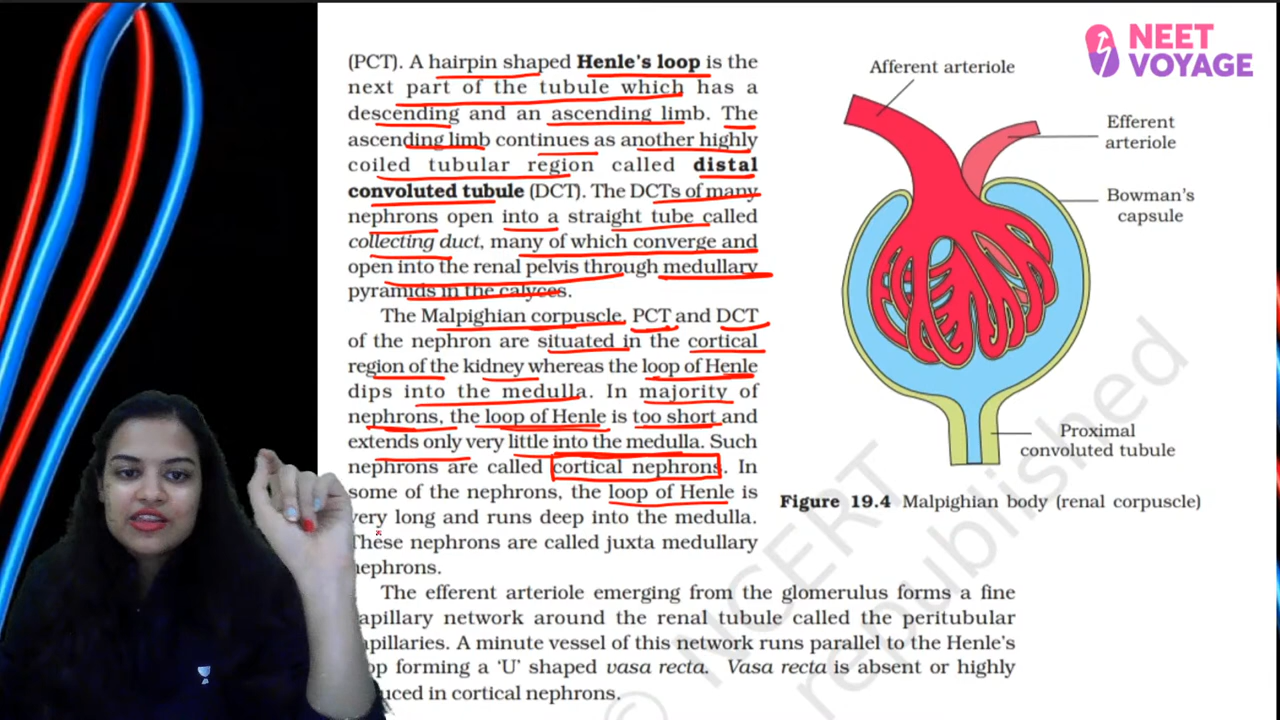 NEET
VOYAGE
(PCT). A hairpin shaped Henle's loop is the
next part of the tubule which has a
descending and an ascending limb. The
ascending limb continues as another highly
coiled tubular region called distal
convoluted tubule (DCT). The DCTs of many
nephrons open into a straight tube called
collecting duct, many of which converge and
open into the renal pelvis through medullary
pyramids in the calyces.
The Malpighian corpuscle, PCT and DCT
of the nephron are situated in the cortical
region of the kidney whereas the loop of Henle
dips into the medulla. In majority of
nephrons, the loop of Henle is too short and
extends only very little into the medulla. Such
nephrons are called cortical nephrons. In
some of the nephrons, the loop of Henle is
very long and runs deep into the medulla.
These nephrons are called juxta medullary
nephrons.
The efferent arteriole emerging from the glomerulus forms a fine
apillary network around the renal tubule called the peritubular
apillaries. A minute vessel of this network runs parallel to the Henle's
op forming a 'U' shaped vasa recta. Vasa recta is absent or highly
uced in cortical nephrons.
Afferent arteriole
Efferent
arteriole
Bowman's
capsule
Proximal
convoluted tubule
Figure 19.4 Malpighian body (renal corpuscle)
© NCERT
republished